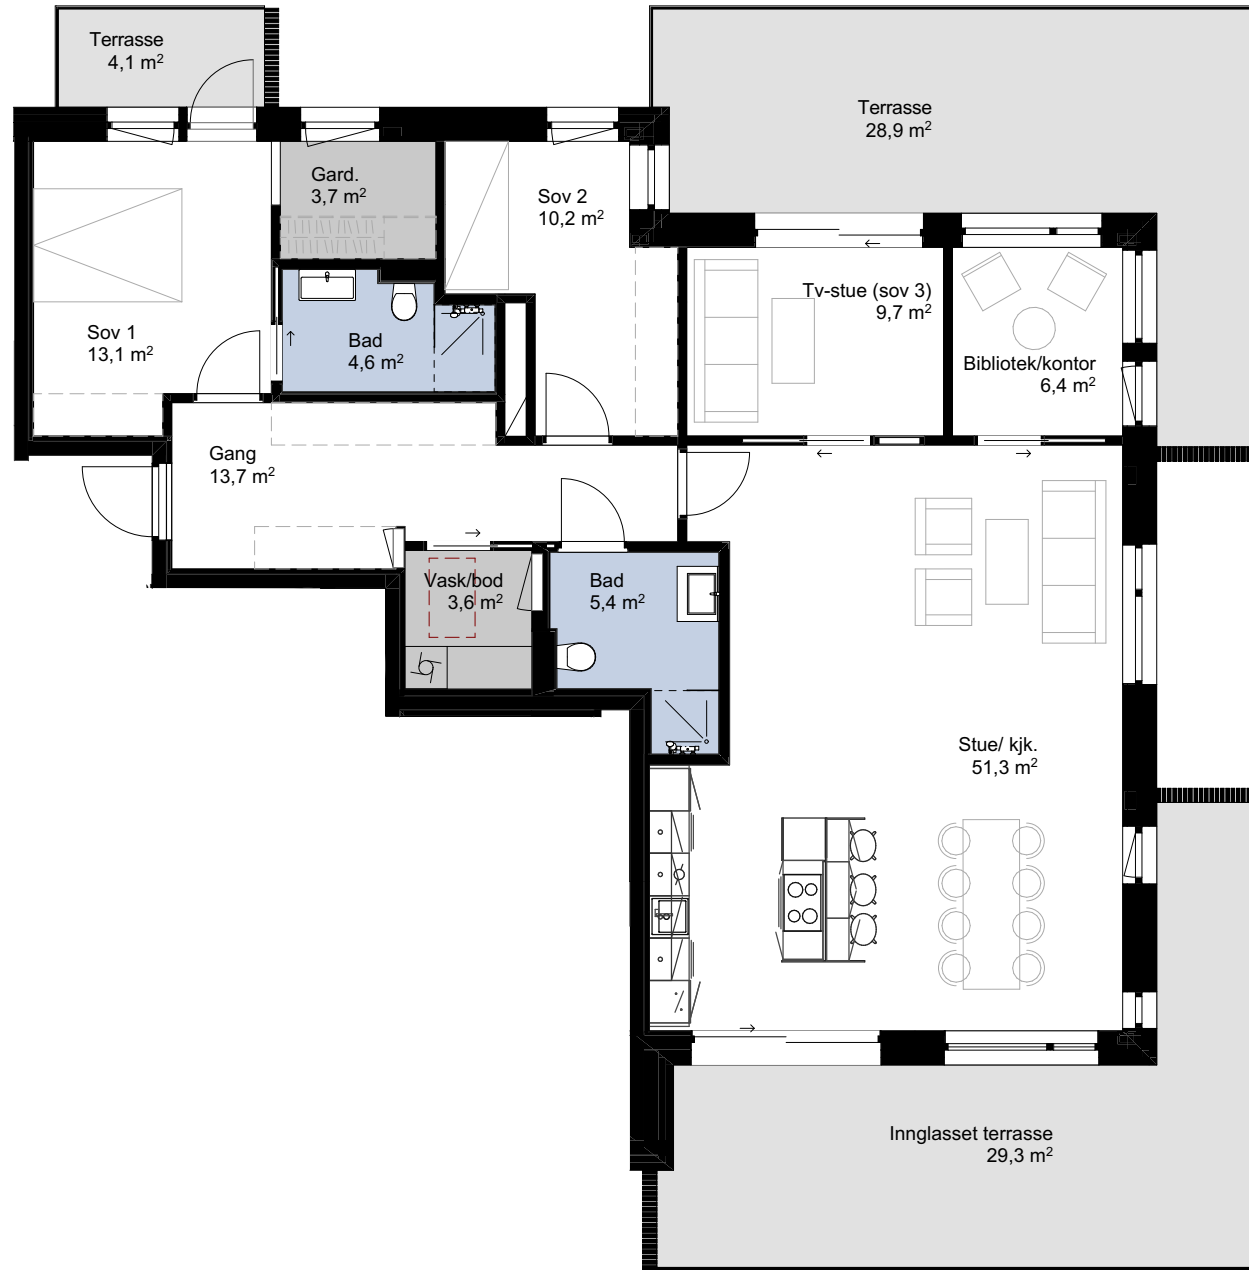 Terrasse
4,1 m²
Terrasse
28,9 m²
Gard.
3,7 m²
Sov 2
10,2 m²
Tv-stue (sov 3)
9,7 m²
Sov 1
13,1 m²
Bad
4,6 m²
Bibliotek/kontor
6,4 m²
Gang
13,7 m²
Vask/bod
3,6 m²
Bad
5,4 m²
Stue/ kjk.
51,3 m²
Innglasset terrasse
29,3 m²